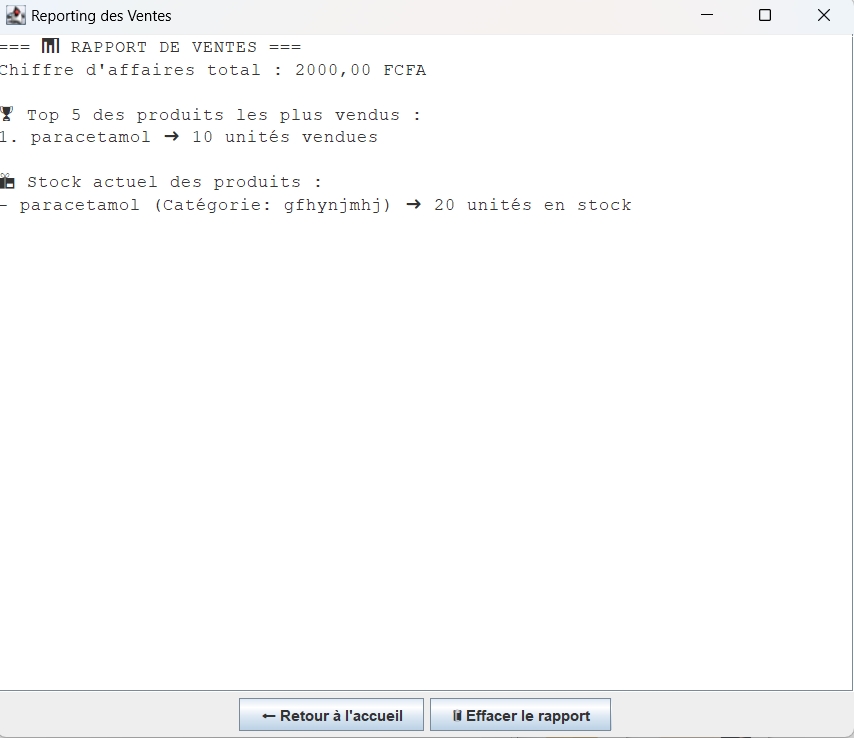 Reporting des Ventes
=== 📊 RAPPORT DE VENTES ===
Chiffre d'affaires total : 2000,00 FCFA
🏆 Top 5 des produits les plus vendus :
1. paracetamol → 10 unités vendues
📦 Stock actuel des produits :
- paracetamol (Catégorie: gfhynjmhj) → 20 unités en stock
← Retour à l'accueil
🗑 Effacer le rapport